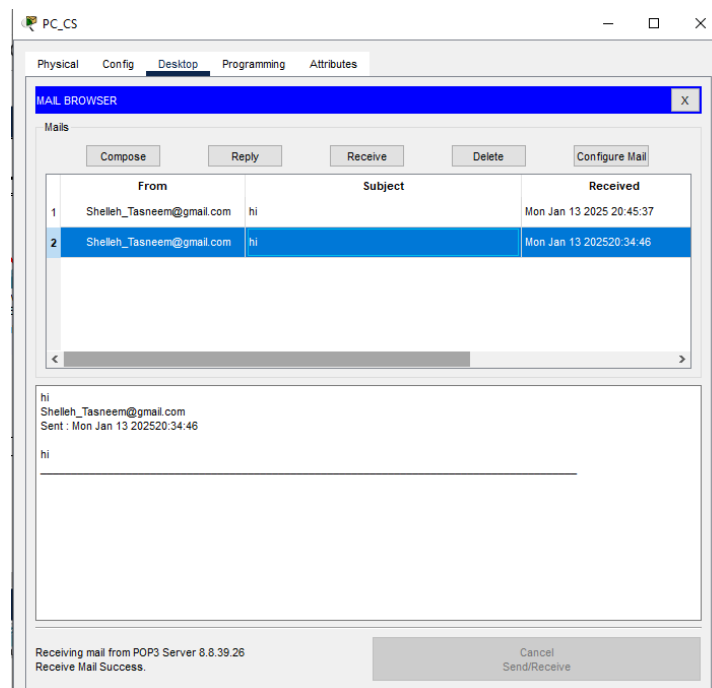 PC_CS
Physical Config Desktop Programming Attributes
MAIL BROWSER X
Mails
Compose Reply Receive Delete Configure Mail
From Subject Received
1 Shelleh_Tasneem@gmail.com hi Mon Jan 13 2025 20:45:37
2 Shelleh_Tasneem@gmail.com hi Mon Jan 13 202520:34:46
hi
Shelleh_Tasneem@gmail.com
Sent : Mon Jan 13 202520:34:46
hi
Receiving mail from POP3 Server 8.8.39.26
Receive Mail Success.
Cancel
Send/Receive